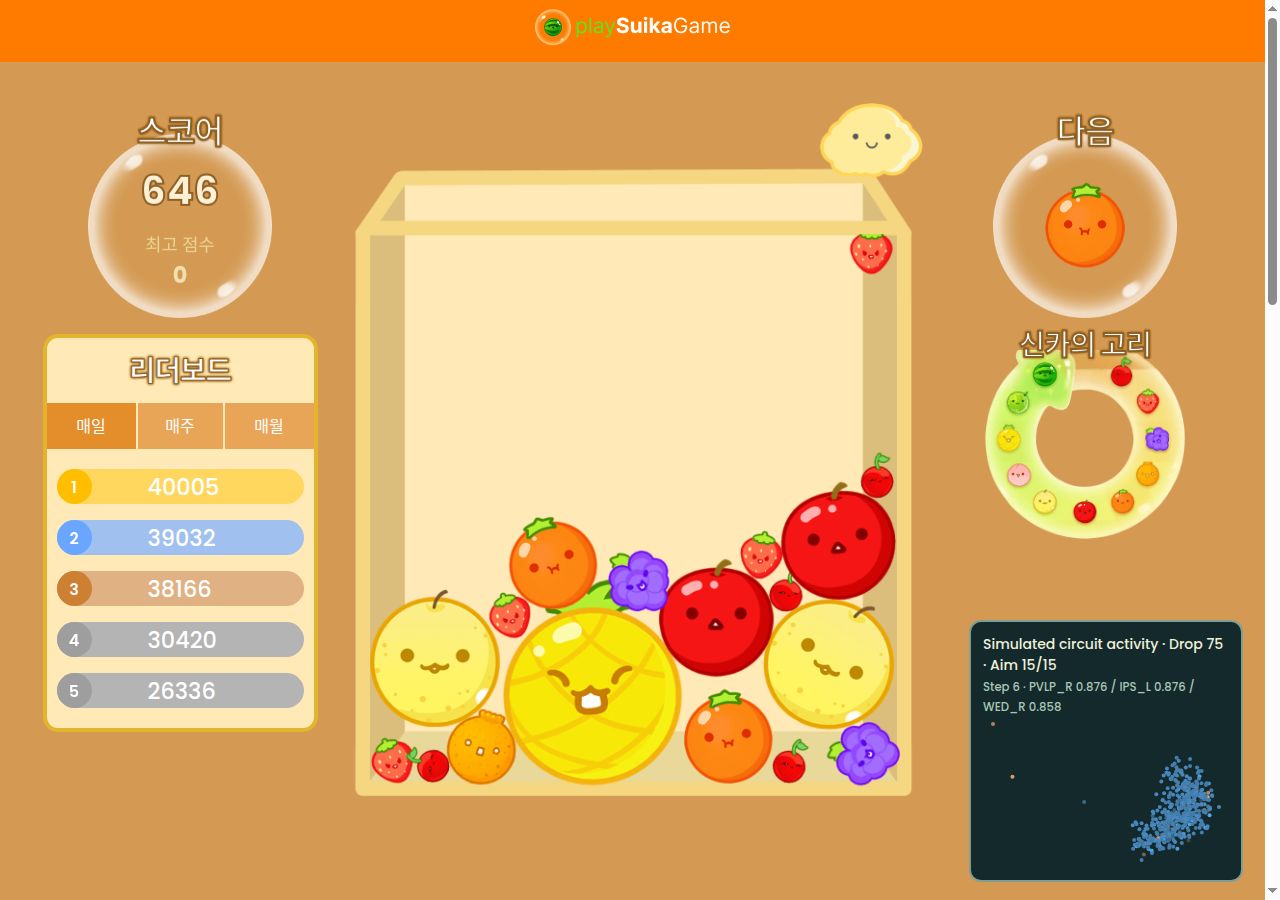 playSuikaGame
스코어
646
최고 점수
0
다음
신카의 고리
리더보드
매일 매주 매월
1 40005
2 39032
3 38166
4 30420
5 26336
Simulated circuit activity · Drop 75
· Aim 15/15
Step 6 · PVLP_R 0.876 / IPS_L 0.876 /
WED_R 0.858